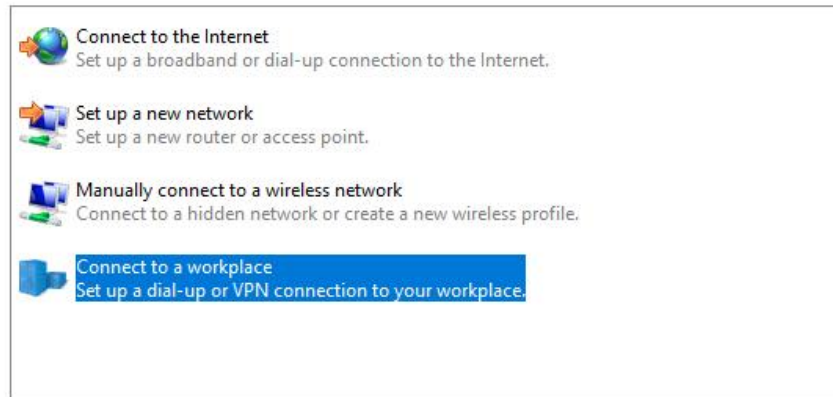 Connect to the Internet
Set up a broadband or dial-up connection to the Internet.
Set up a new network
Set up a new router or access point.
Manually connect to a wireless network
Connect to a hidden network or create a new wireless profile.
Connect to a workplace
Set up a dial-up or VPN connection to your workplace.